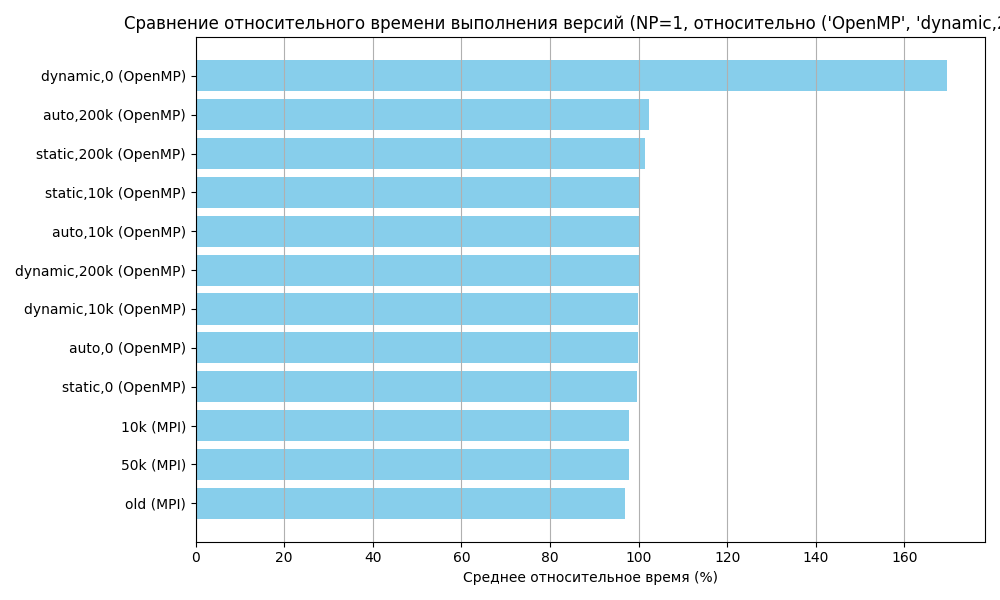 Сравнение относительного времени выполнения версий (NP=1, относительно ('OpenMP', 'dynamic,2
dynamic,0 (OpenMP)
auto,200k (OpenMP)
static,200k (OpenMP)
static,10k (OpenMP)
auto,10k (OpenMP)
dynamic,200k (OpenMP)
dynamic,10k (OpenMP)
auto,0 (OpenMP)
static,0 (OpenMP)
10k (MPI)
50k (MPI)
old (MPI)
0 20 40 60 80 100 120 140 160
Среднее относительное время (%)